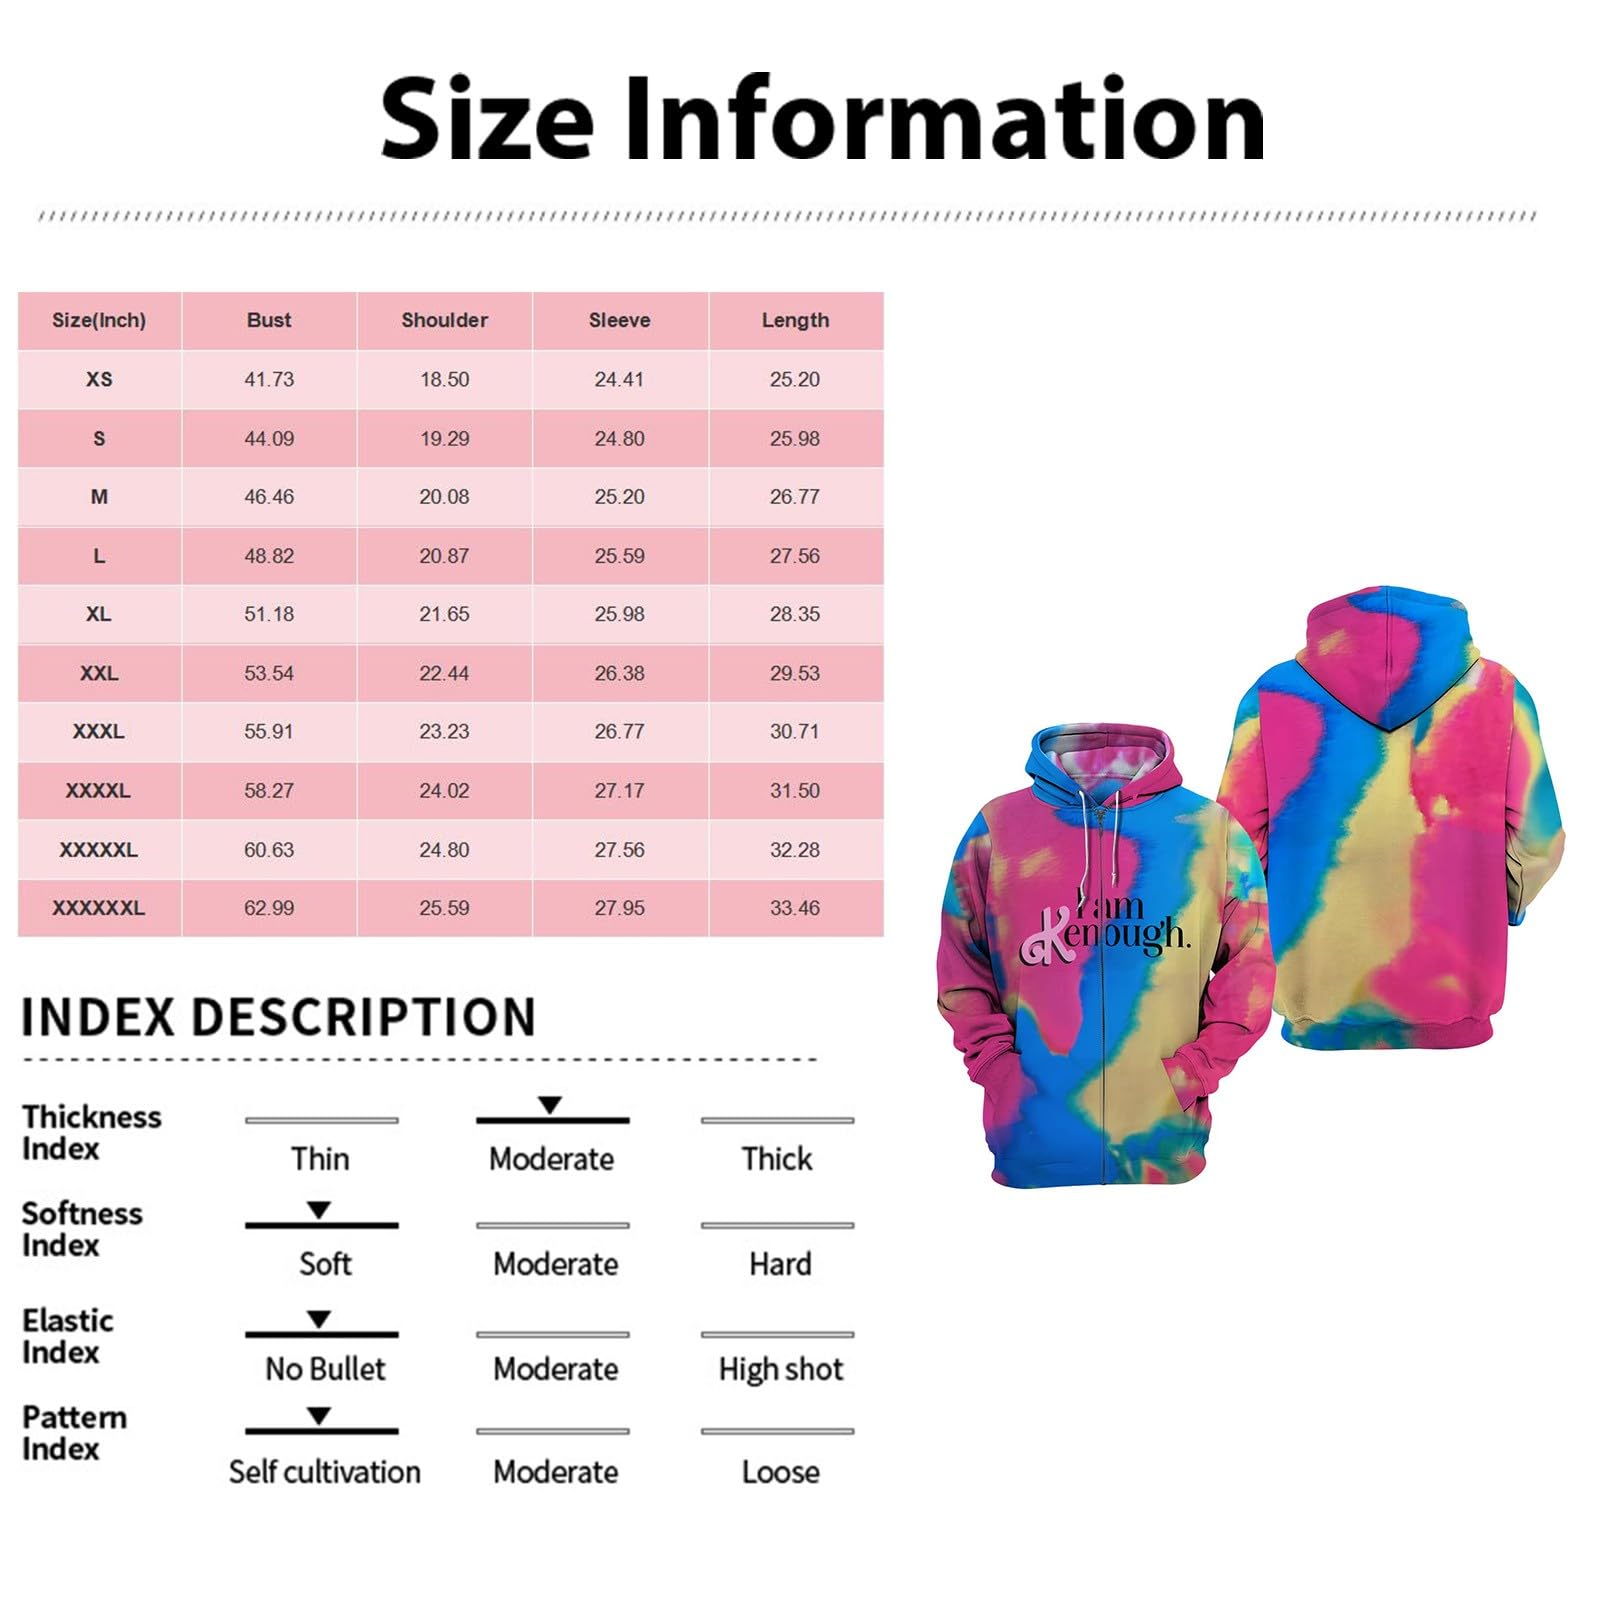 Size Information
Size(Inch) Bust Shoulder Sleeve Length
XS 41.73 18.50 24.41 25.20
S 44.09 19.29 24.80 25.98
M 46.46 20.08 25.20 26.77
L 48.82 20.87 25.59 27.56
XL 51.18 21.65 25.98 28.35
XXL 53.54 22.44 26.38 29.53
XXXL 55.91 23.23 26.77 30.71
XXXXL 58.27 24.02 27.17 31.50
XXXXXL 60.63 24.80 27.56 32.28
XXXXXXL 62.99 25.59 27.95 33.46
I am
Kenough.
INDEX DESCRIPTION
Thickness
Index
Thin Moderate Thick
Softness
Index
Soft Moderate Hard
Elastic
Index
No Bullet Moderate High shot
Pattern
Index
Self cultivation Moderate Loose